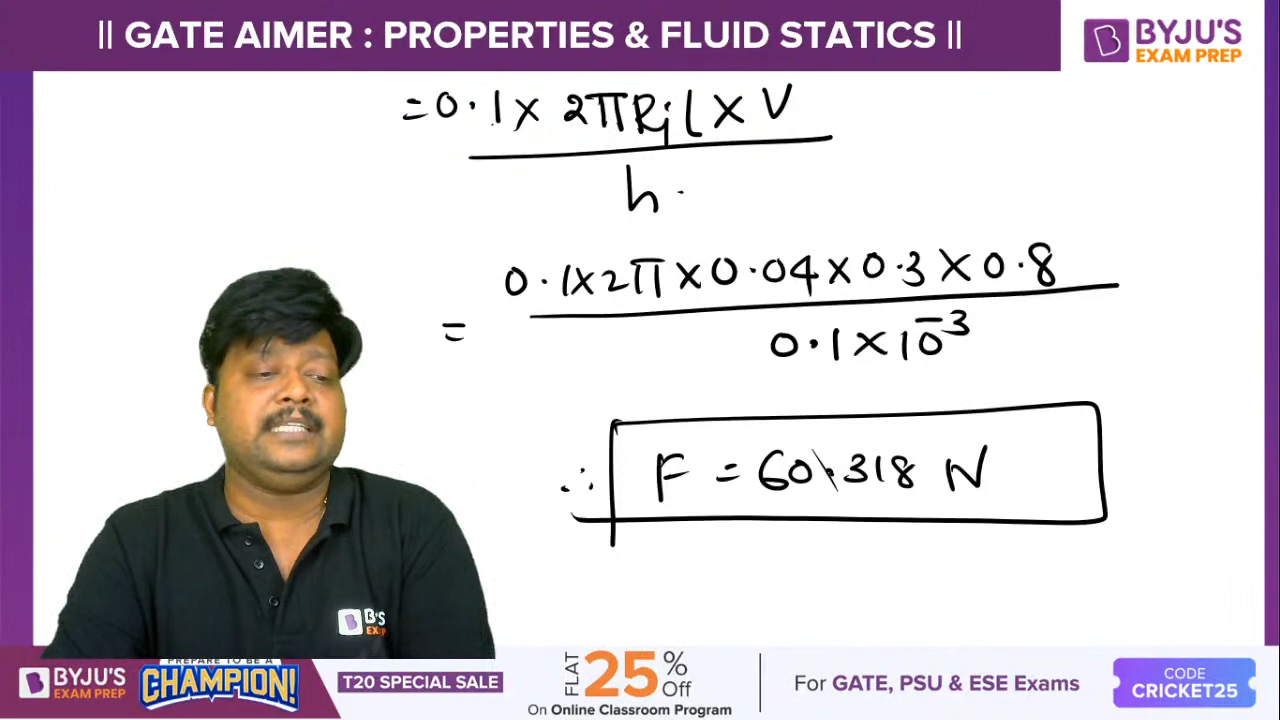 || GATE AIMER : PROPERTIES & FLUID STATICS ||
BYJU'S
EXAM PREP
= 0.1 × 2πRjl × V
h.
= 0.1 × 2π × 0.04 × 0.3 × 0.8
0.1 × 10⁻³
∴ F = 60.318 N
BYJU'S
EXAM PREP
PREPARE TO BE A
CHAMPION!
T20 SPECIAL SALE
FLAT 25% Off
On Online Classroom Program
For GATE, PSU & ESE Exams
CODE
CRICKET25